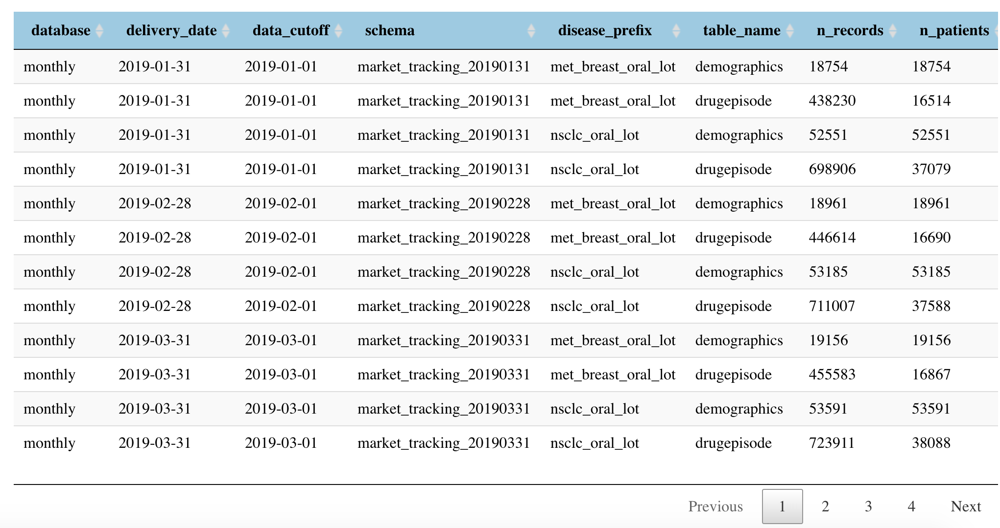 database delivery_date data_cutoff schema disease_prefix table_name n_records n_patients
monthly 2019-01-31 2019-01-01 market_tracking_20190131 met_breast_oral_lot demographics 18754 18754
monthly 2019-01-31 2019-01-01 market_tracking_20190131 met_breast_oral_lot drugepisode 438230 16514
monthly 2019-01-31 2019-01-01 market_tracking_20190131 nsclc_oral_lot demographics 52551 52551
monthly 2019-01-31 2019-01-01 market_tracking_20190131 nsclc_oral_lot drugepisode 698906 37079
monthly 2019-02-28 2019-02-01 market_tracking_20190228 met_breast_oral_lot demographics 18961 18961
monthly 2019-02-28 2019-02-01 market_tracking_20190228 met_breast_oral_lot drugepisode 446614 16690
monthly 2019-02-28 2019-02-01 market_tracking_20190228 nsclc_oral_lot demographics 53185 53185
monthly 2019-02-28 2019-02-01 market_tracking_20190228 nsclc_oral_lot drugepisode 711007 37588
monthly 2019-03-31 2019-03-01 market_tracking_20190331 met_breast_oral_lot demographics 19156 19156
monthly 2019-03-31 2019-03-01 market_tracking_20190331 met_breast_oral_lot drugepisode 455583 16867
monthly 2019-03-31 2019-03-01 market_tracking_20190331 nsclc_oral_lot demographics 53591 53591
monthly 2019-03-31 2019-03-01 market_tracking_20190331 nsclc_oral_lot drugepisode 723911 38088
Previous 1 2 3 4 Next